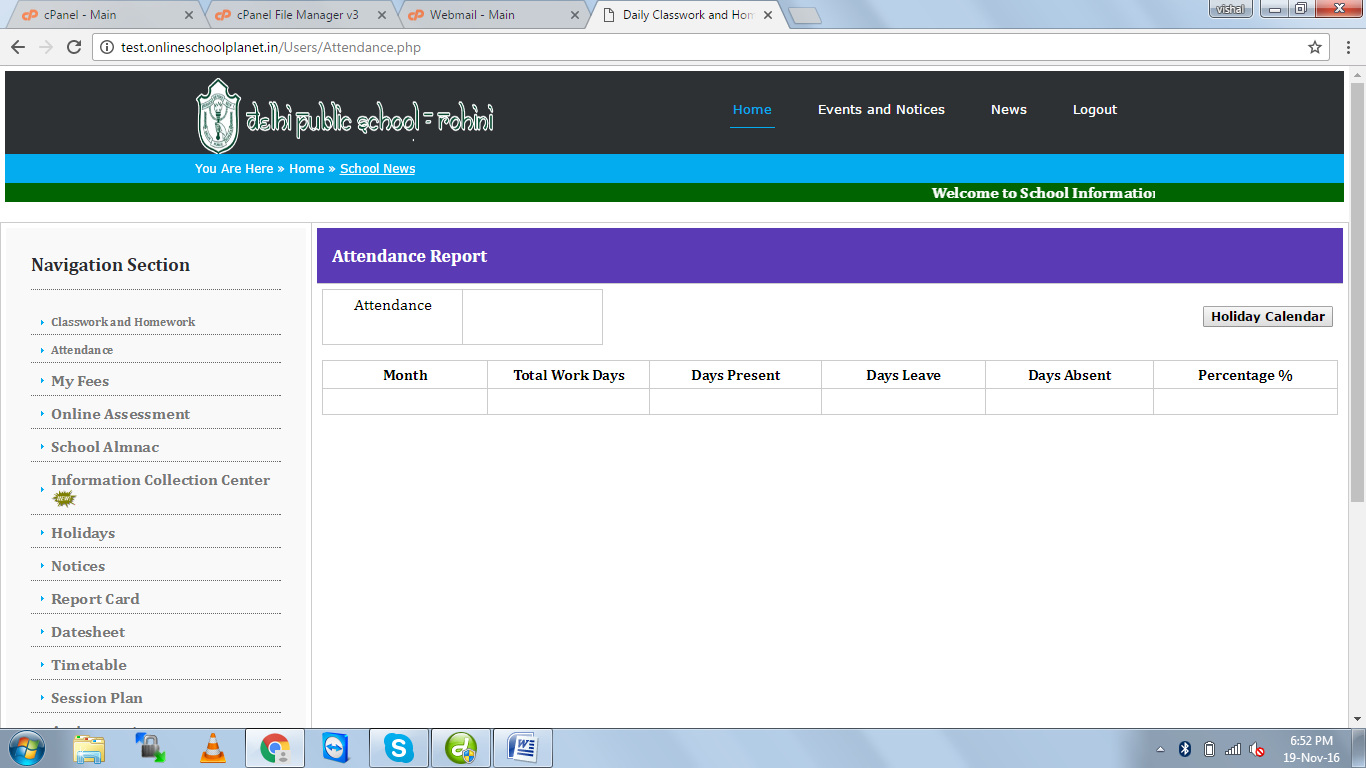 cPanel - Main
cPanel File Manager v3
Webmail - Main
Daily Classwork and Hom
vishal
test.onlineschoolplanet.in/Users/Attendance.php
delhi public school - rohini
Home
Events and Notices
News
Logout
You Are Here » Home » School News
Welcome to School Information
Navigation Section
Classwork and Homework
Attendance
My Fees
Online Assessment
School Almnac
Information Collection Center
NEW
Holidays
Notices
Report Card
Datesheet
Timetable
Session Plan
Attendance Report
Attendance
Holiday Calendar
Month Total Work Days Days Present Days Leave Days Absent Percentage %
6:52 PM
19-Nov-16